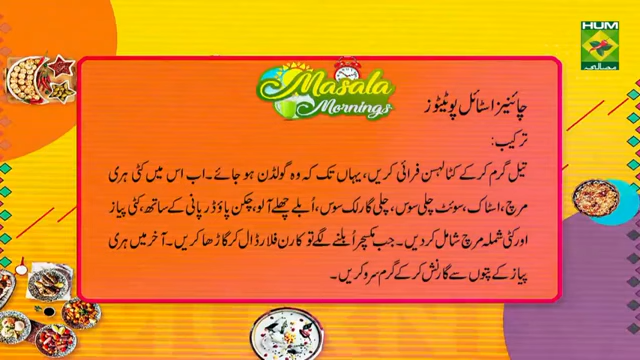 HUM
مصالحہ
Masala
Mornings
چائنیز اسٹائل پوٹیٹوز
ترکیب:
تیل گرم کر کے کٹا لہسن فرائی کریں، یہاں تک کہ وہ گولڈن ہو جائے۔ اب اس میں کٹی ہری
مرچ، اسٹاک، سوئٹ چلی سوس، چلی گارلک سوس، اُبلے چھلے آلو، چکن پاؤڈر پانی کے ساتھ، کٹی پیاز
اور کٹی شملہ مرچ شامل کر دیں۔ جب مکسچر اُبلنے لگے تو کارن فلار ڈال کر گاڑھا کریں۔ آخر میں ہری
پیاز کے پتوں سے گارنش کر کے گرم سرو کریں۔